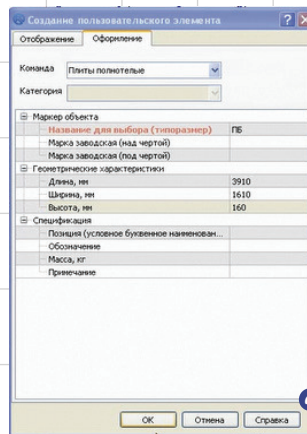 Создание пользовательского элемента
Отображение Оформление
Команда Плиты полнотелые
Категория
Маркер объекта
Название для выбора (типоразмер) ПБ
Марка заводская (над чертой)
Марка заводская (под чертой)
Геометрические характеристики
Длина, мм 3910
Ширина, мм 1610
Высота, мм 160
Спецификация
Позиция (условное буквенное наименован...
Обозначение
Масса, кг
Примечание
ОК Отмена Справка